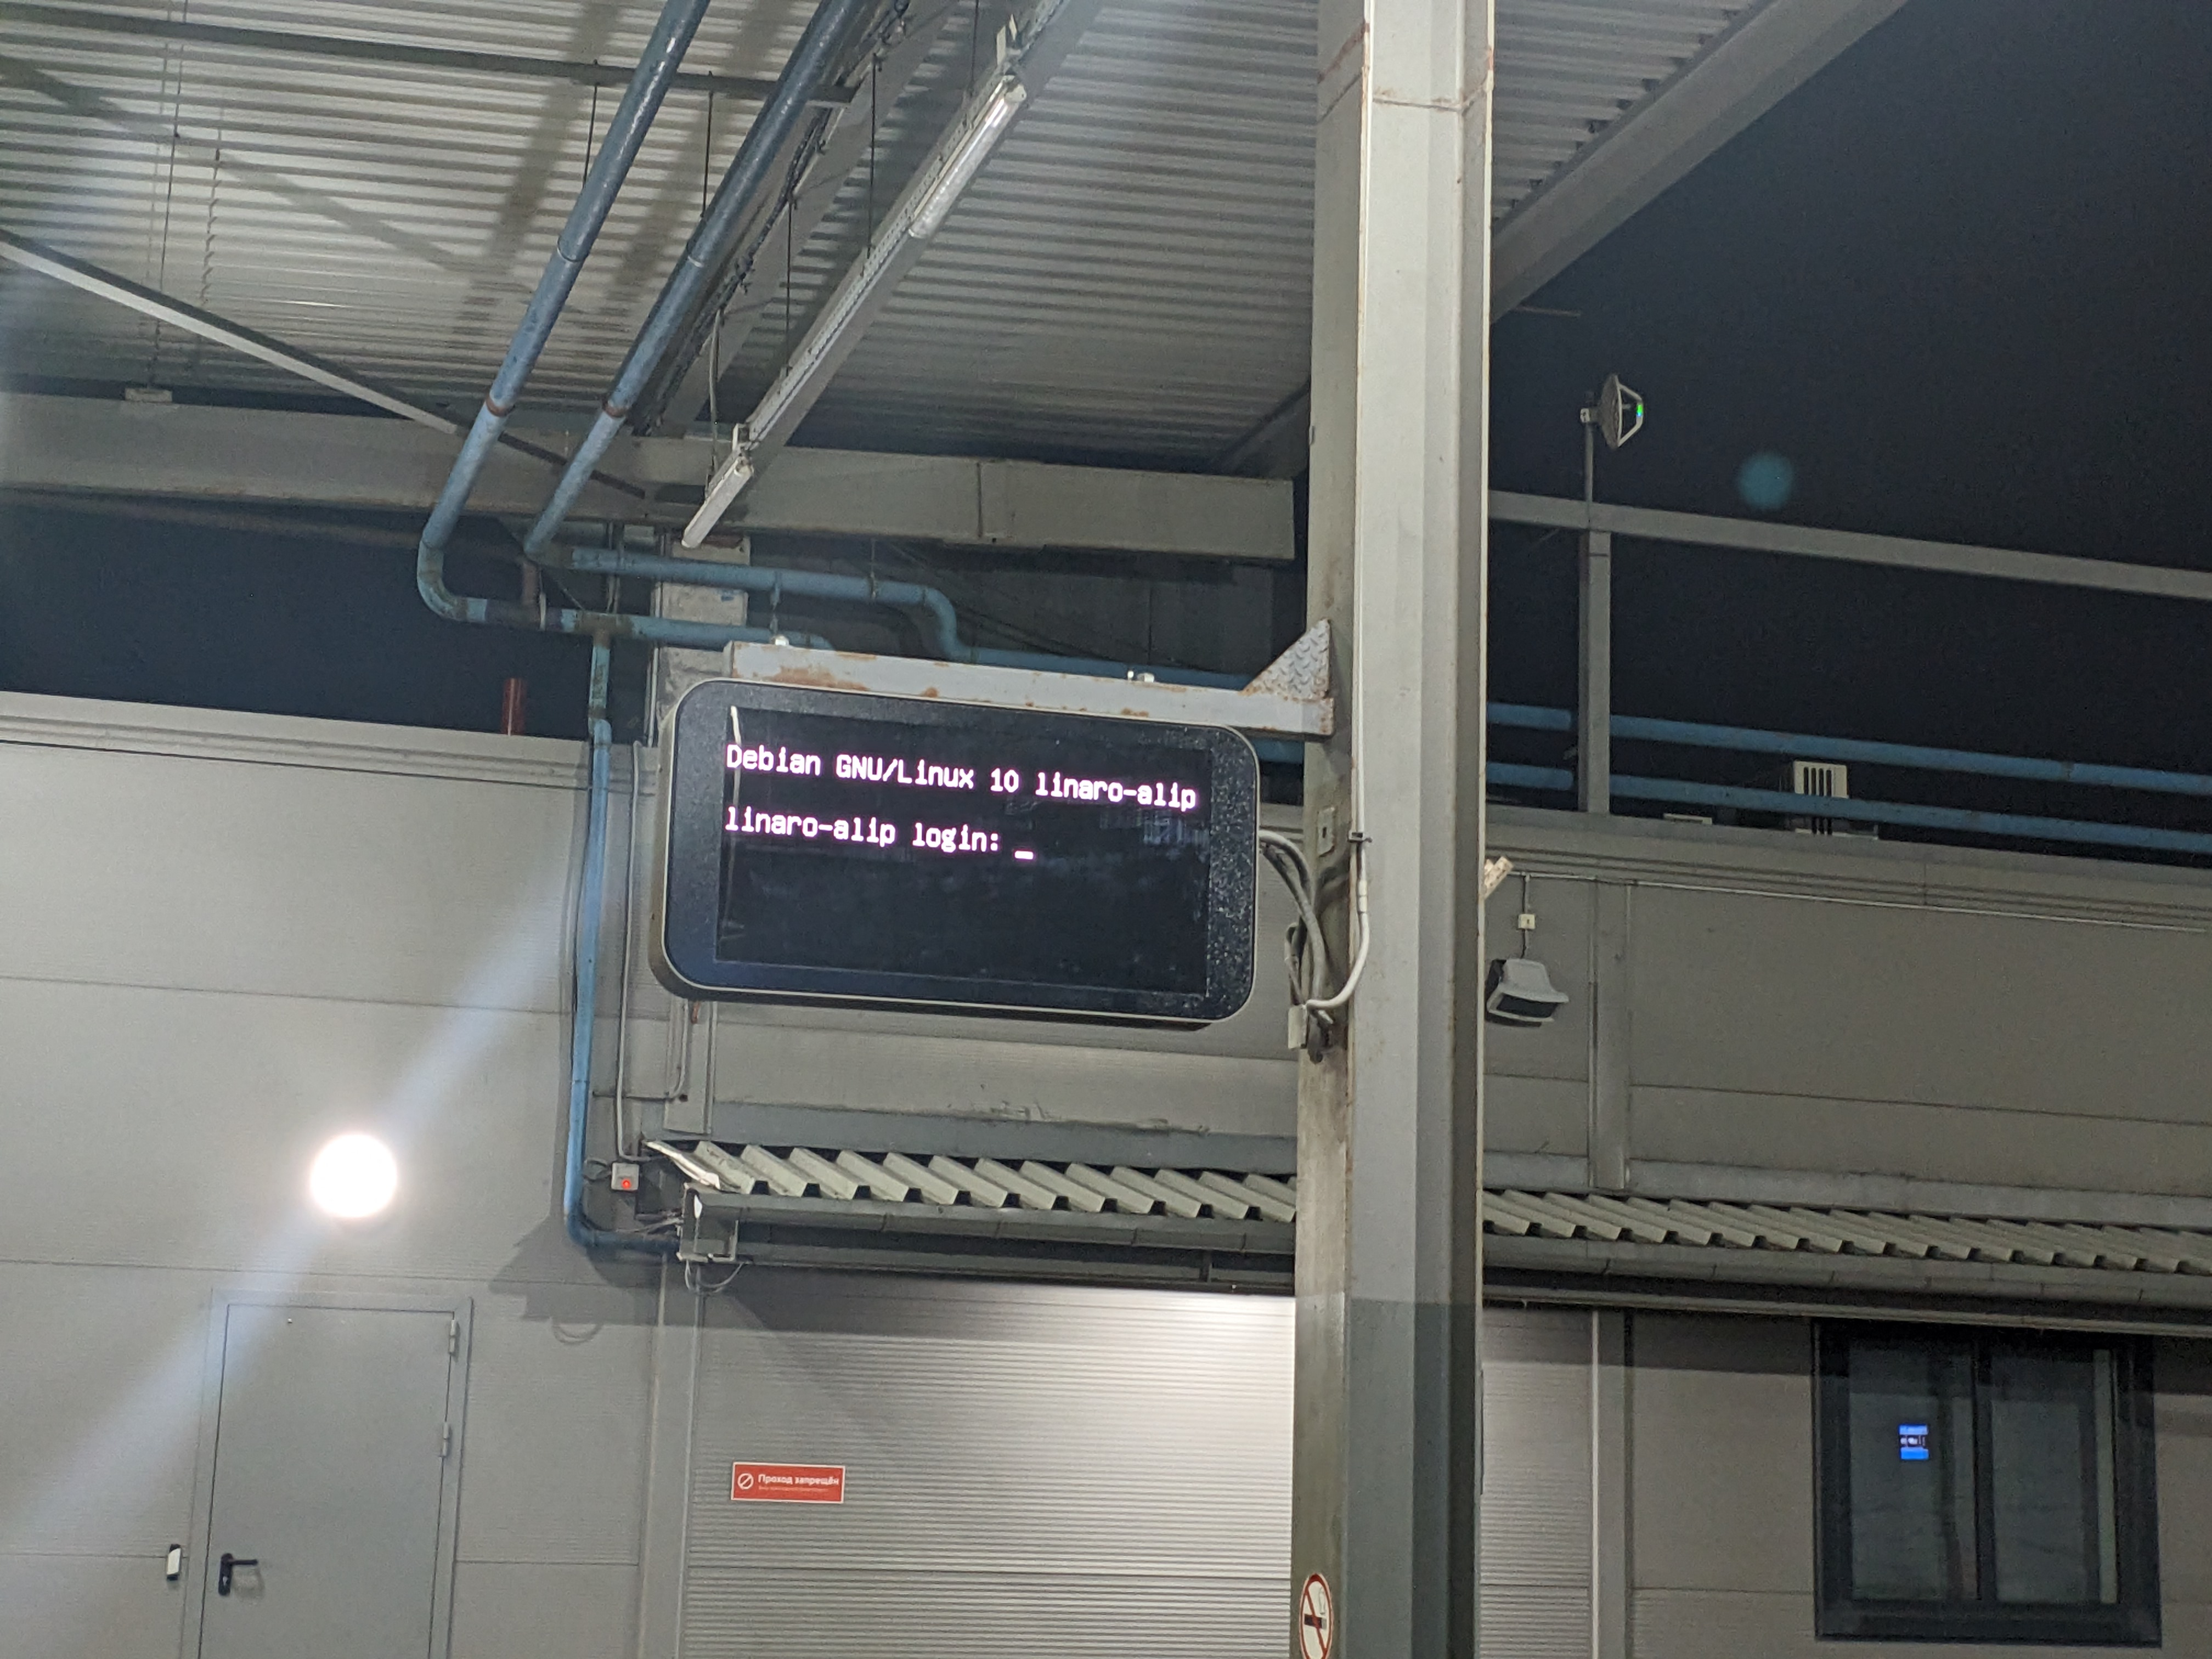 Debian GNU/Linux 10 linaro-alip
linaro-alip login: _
Проход запрещён